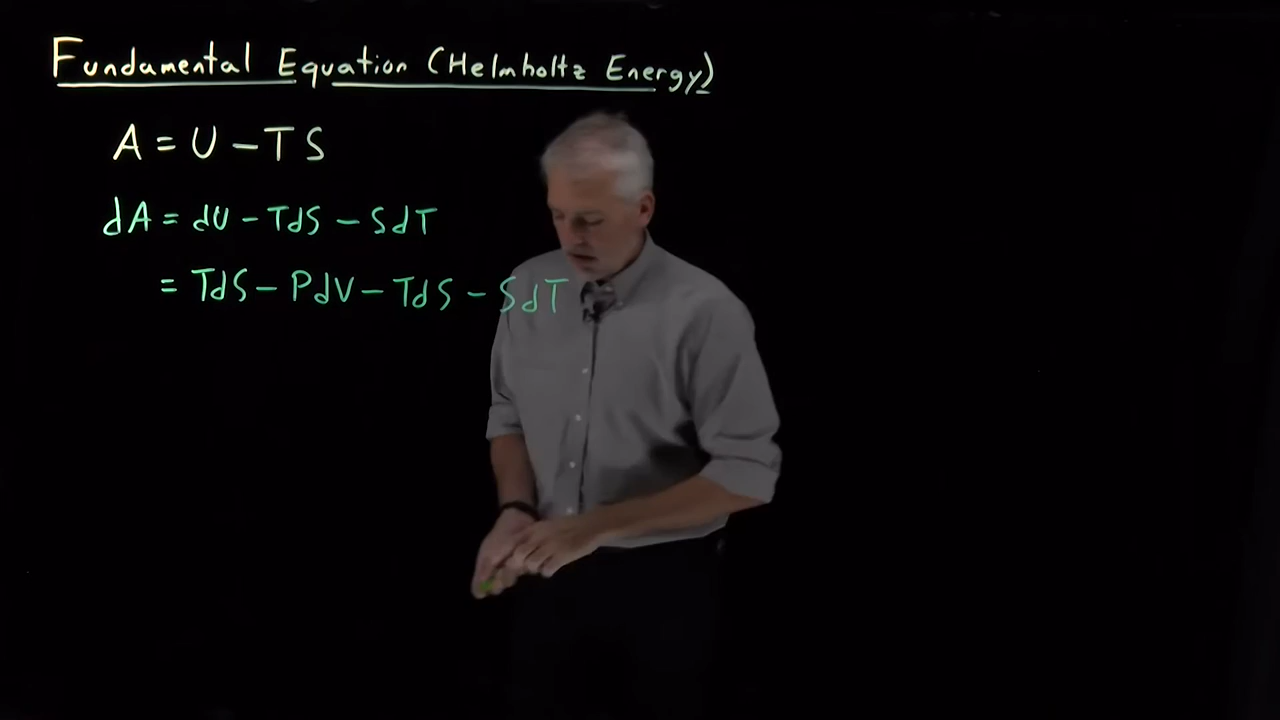 Fundamental Equation (Helmholtz Energy)
A = U - TS
dA = dU - TdS - SdT
= TdS - PdV - TdS - SdT